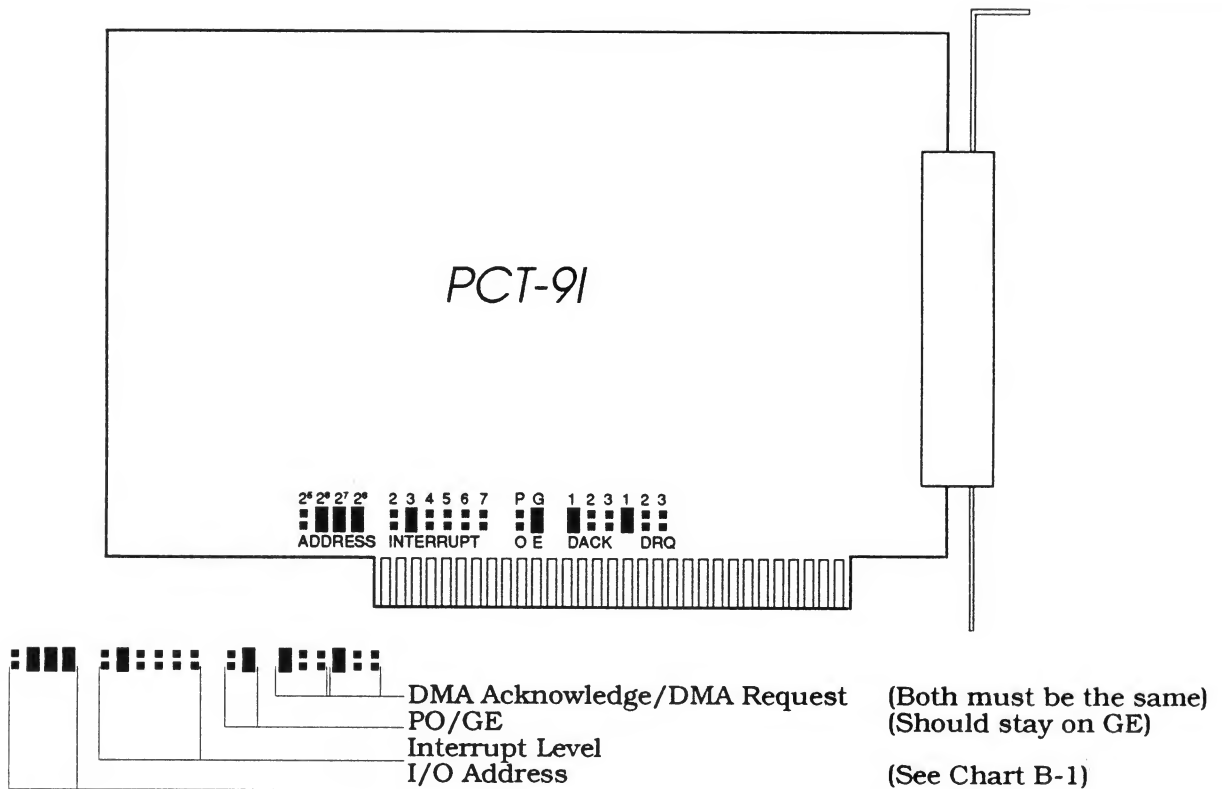 PCT-9I
2⁵ 2⁶ 2⁷ 2⁸ 2 3 4 5 6 7 P G 1 2 3 1 2 3
ADDRESS INTERRUPT O E DACK DRQ
DMA Acknowledge/DMA Request (Both must be the same)
PO/GE (Should stay on GE)
Interrupt Level
I/O Address (See Chart B-1)